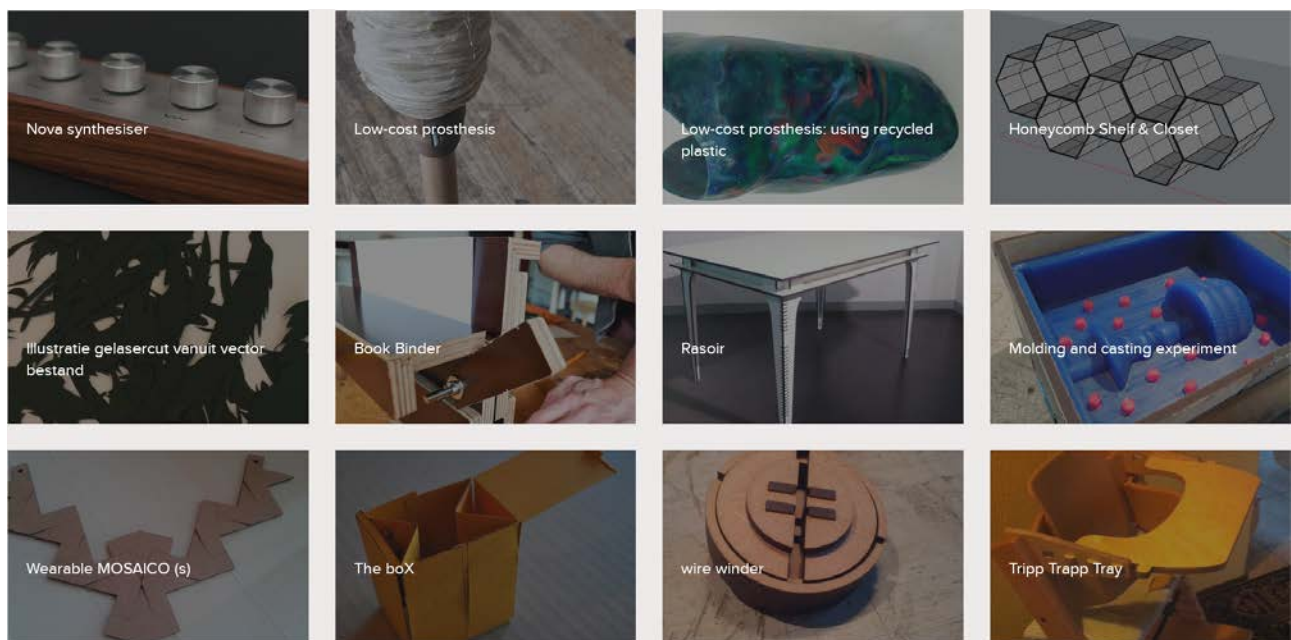 Nova synthesiser
Low-cost prosthesis
Low-cost prosthesis: using recycled
plastic
Honeycomb Shelf & Closet
Illustratie gelasercut vanuit vector
bestand
Book Binder
Rasoir
Molding and casting experiment
Wearable MOSAICO (s)
The boX
wire winder
Tripp Trapp Tray